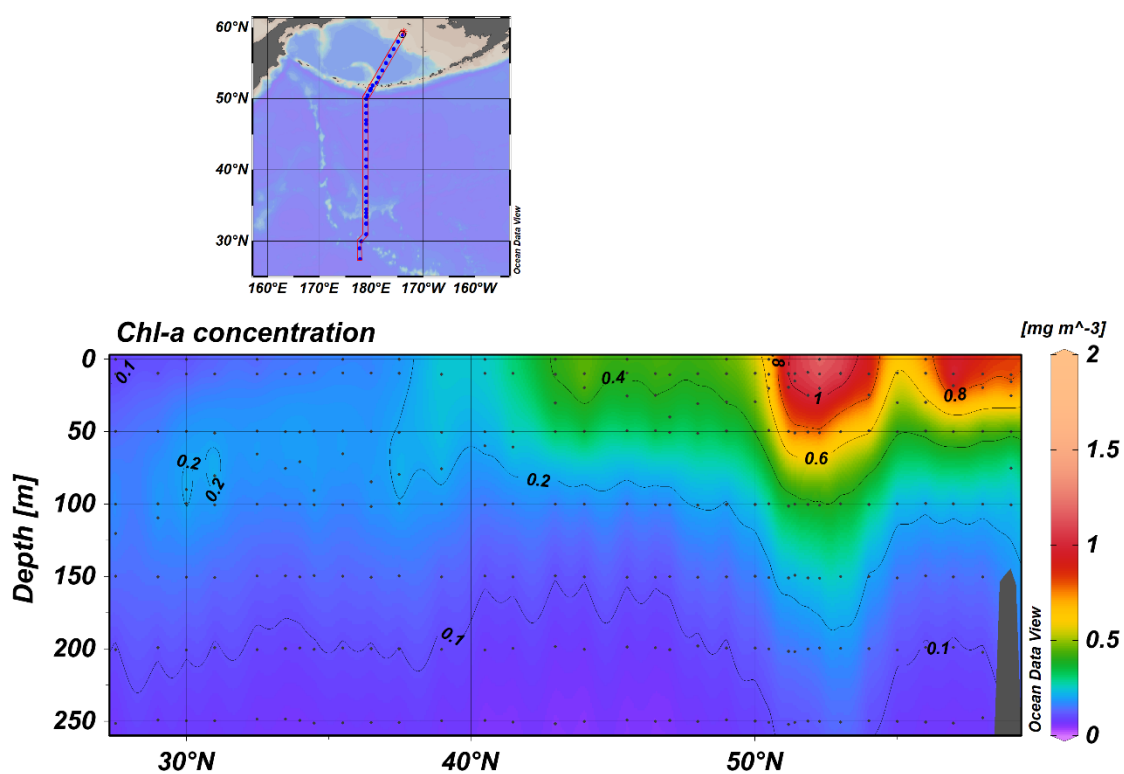 60°N
50°N
40°N
30°N
160°E 170°E 180°E 170°W 160°W
Ocean Data View
Chl-a concentration
[mg m^-3]
Depth [m]
0
50
100
150
200
250
30°N 40°N 50°N
0.1
0.2
0.2
0.4
8
1
0.8
0.6
0.2
0.1
0.1
Ocean Data View
2
1.5
1
0.5
0